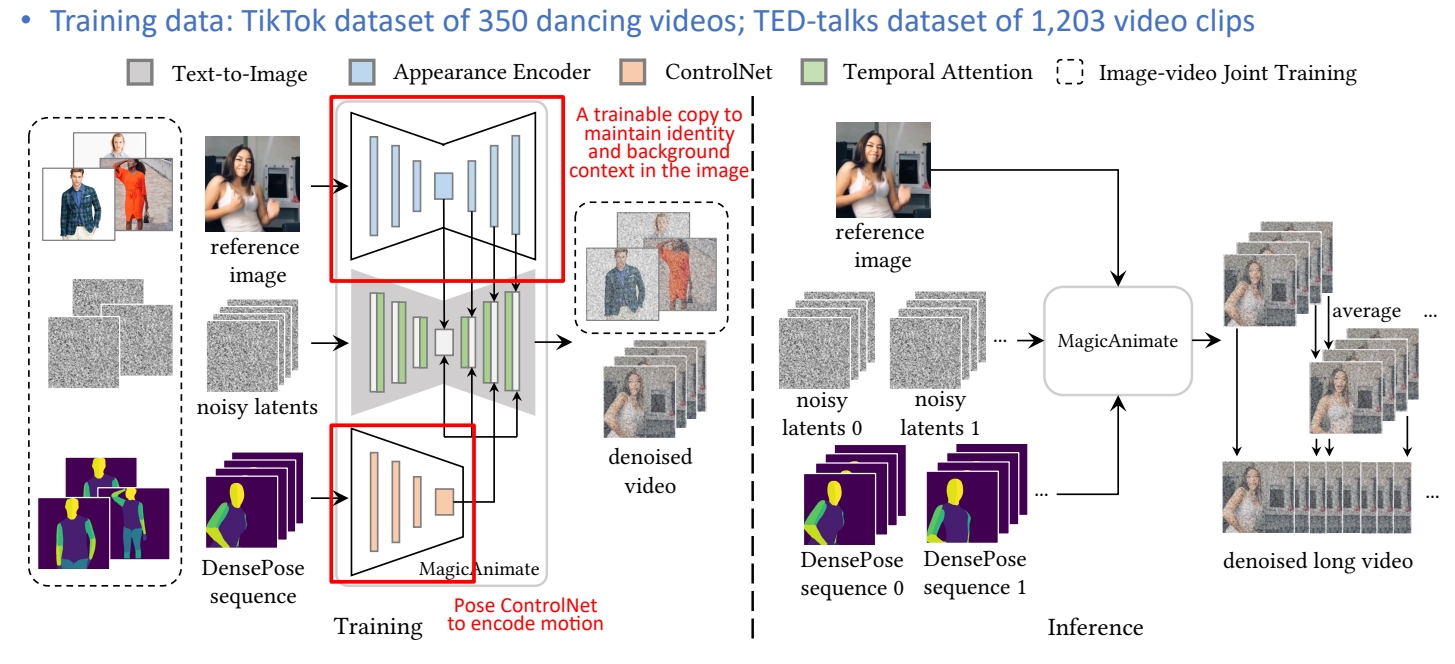 • Training data: TikTok dataset of 350 dancing videos; TED-talks dataset of 1,203 video clips
Text-to-Image
Appearance Encoder
ControlNet
Temporal Attention
Image-video Joint Training
A trainable copy to
maintain identity
and background
context in the image
reference
image
noisy latents
DensePose
sequence
denoised
video
MagicAnimate
Pose ControlNet
to encode motion
Training
reference
image
noisy
latents 0
noisy
latents 1
...
DensePose
sequence 0
DensePose
sequence 1
...
MagicAnimate
average
...
denoised long video
...
Inference